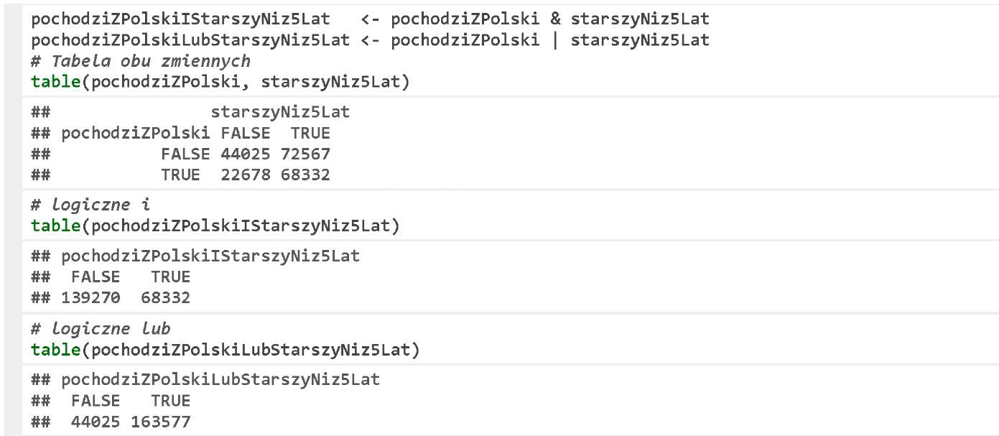 pochodziZPolskiIStarszyNiz5Lat   <- pochodziZPolski & starszyNiz5Lat
pochodziZPolskiLubStarszyNiz5Lat <- pochodziZPolski | starszyNiz5Lat
# Tabela obu zmiennych
table(pochodziZPolski, starszyNiz5Lat)
##                starszyNiz5Lat
## pochodziZPolski FALSE  TRUE
##           FALSE 44025 72567
##           TRUE  22678 68332
# logiczne i
table(pochodziZPolskiIStarszyNiz5Lat)
## pochodziZPolskiIStarszyNiz5Lat
##  FALSE   TRUE
## 139270  68332
# logiczne lub
table(pochodziZPolskiLubStarszyNiz5Lat)
## pochodziZPolskiLubStarszyNiz5Lat
##  FALSE   TRUE
##  44025 163577